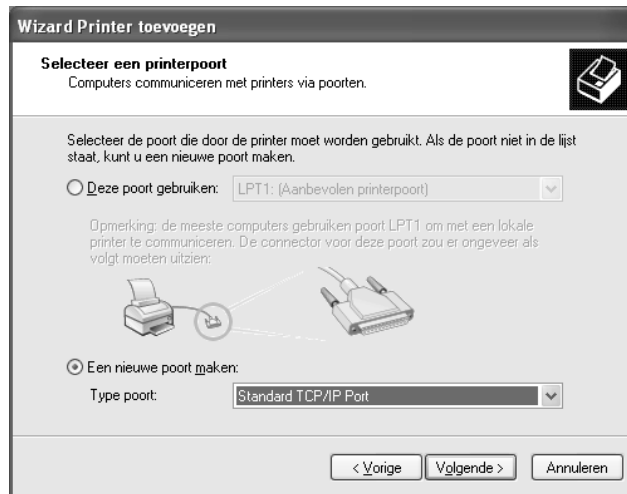 Wizard Printer toevoegen
Selecteer een printerpoort
Computers communiceren met printers via poorten.
Selecteer de poort die door de printer moet worden gebruikt. Als de poort niet in de lijst
staat, kunt u een nieuwe poort maken.
Deze poort gebruiken: LPT1: (Aanbevolen printerpoort)
Opmerking: de meeste computers gebruiken poort LPT1 om met een lokale
printer te communiceren. De connector voor deze poort zou er ongeveer als
volgt moeten uitzien:
Een nieuwe poort maken:
Type poort: Standard TCP/IP Port
< Vorige Volgende > Annuleren